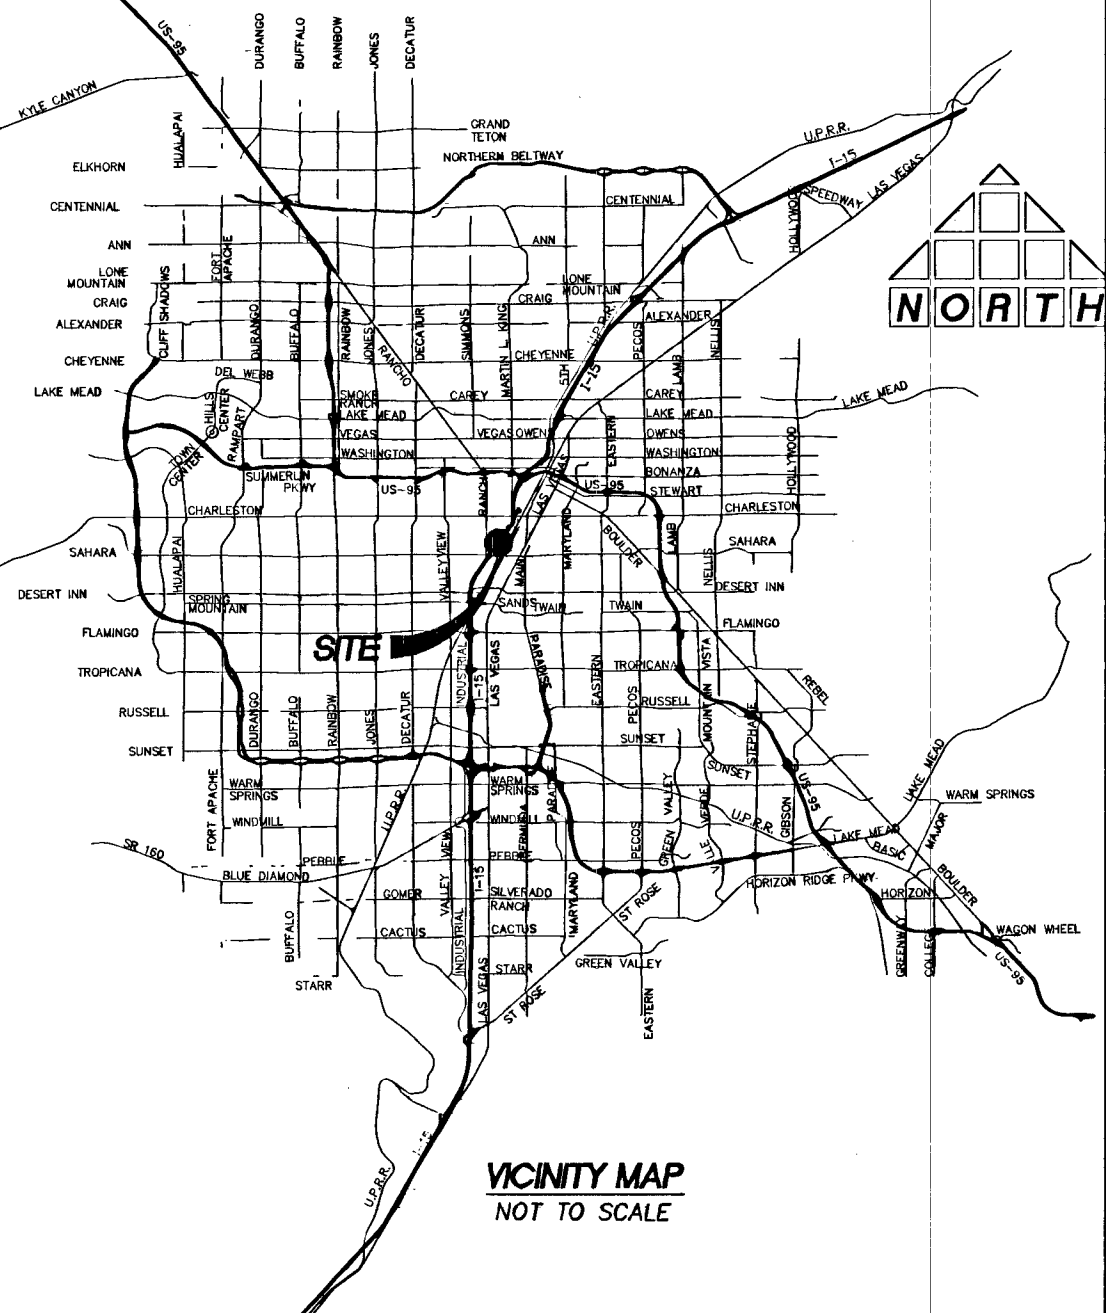 US-95
DURANGO
BUFFALO
RAINBOW
JONES
DECATUR
KYLE CANYON
HUALAPAI
GRAND
TETON
U.P.R.R.
I-15
ELKHORN
NORTHERN BELTWAY
LAS VEGAS
SPEEDWAY
CENTENNIAL
CENTENNIAL
HOLLYWOOD
ANN
FORT
APACHE
ANN
LONE
MOUNTAIN
CLIFF SHADOWS
LONE
MOUNTAIN
CRAIG
CRAIG
NORTH
ALEXANDER
DURANGO
BUFFALO
RAINBOW
JONES
DECATUR
SIMMONS
MARTIN L. KING
U.P.R.R.
PECOS
ALEXANDER
NELLIS
CHEYENNE
RANCHO
CHEYENNE
5TH
I-15
LAMB
DEL WEBB
LAKE MEAD
HILLS
CENTER
RAMPART
SMOKE
RANCH
CAREY
CAREY
LAKE MEAD
LAKE MEAD
LAKE MEAD
VEGAS
VEGAS
OWENS
EASTERN
OWENS
HOLLYWOOD
TOWN
CENTER
WASHINGTON
WASHINGTON
SUMMERLIN
PKWY
US-95
RANCHO
LAS VEGAS
US-95
BONANZA
STEWART
CHARLESTON
CHARLESTON
SAHARA
HUALAPAI
VALLEY VIEW
MAIN
MARYLAND
BOULDER
LAMB
NELLIS
SAHARA
DESERT INN
SPRING
MOUNTAIN
SANDS
TWAIN
TWAIN
DESERT INN
FLAMINGO
SITE
FLAMINGO
TROPICANA
INDUSTRIAL
I-15
LAS VEGAS
PARADISE
EASTERN
TROPICANA
MOUNTAIN VISTA
REBEL
RUSSELL
DURANGO
BUFFALO
RAINBOW
JONES
DECATUR
PECOS
RUSSELL
STEPHANIE
SUNSET
SUNSET
SUNSET
LAKE MEAD
FORT APACHE
WARM
SPRINGS
U.P.R.R.
WARM
SPRINGS
GREEN VALLEY
U.P.R.R.
GIBSON
US-95
WARM SPRINGS
WINDMILL
WINDMILL
PECOS
LAKE MEAD
BASIC
MAJOR
SR 160
PEBBLE
VALLEY VIEW
PEBBLE
BLUE DIAMOND
I-15
HORIZON RIDGE PKWY
HORIZON
BOULDER
GOMER
SILVERADO
RANCH
MARYLAND
ST ROSE
BUFFALO
CACTUS
INDUSTRIAL
CACTUS
GREENWAY
COLLEGE
WAGON WHEEL
US-95
STARR
LAS VEGAS
STARR
ST ROSE
GREEN VALLEY
EASTERN
I-15
U.P.R.R.
VICINITY MAP
NOT TO SCALE